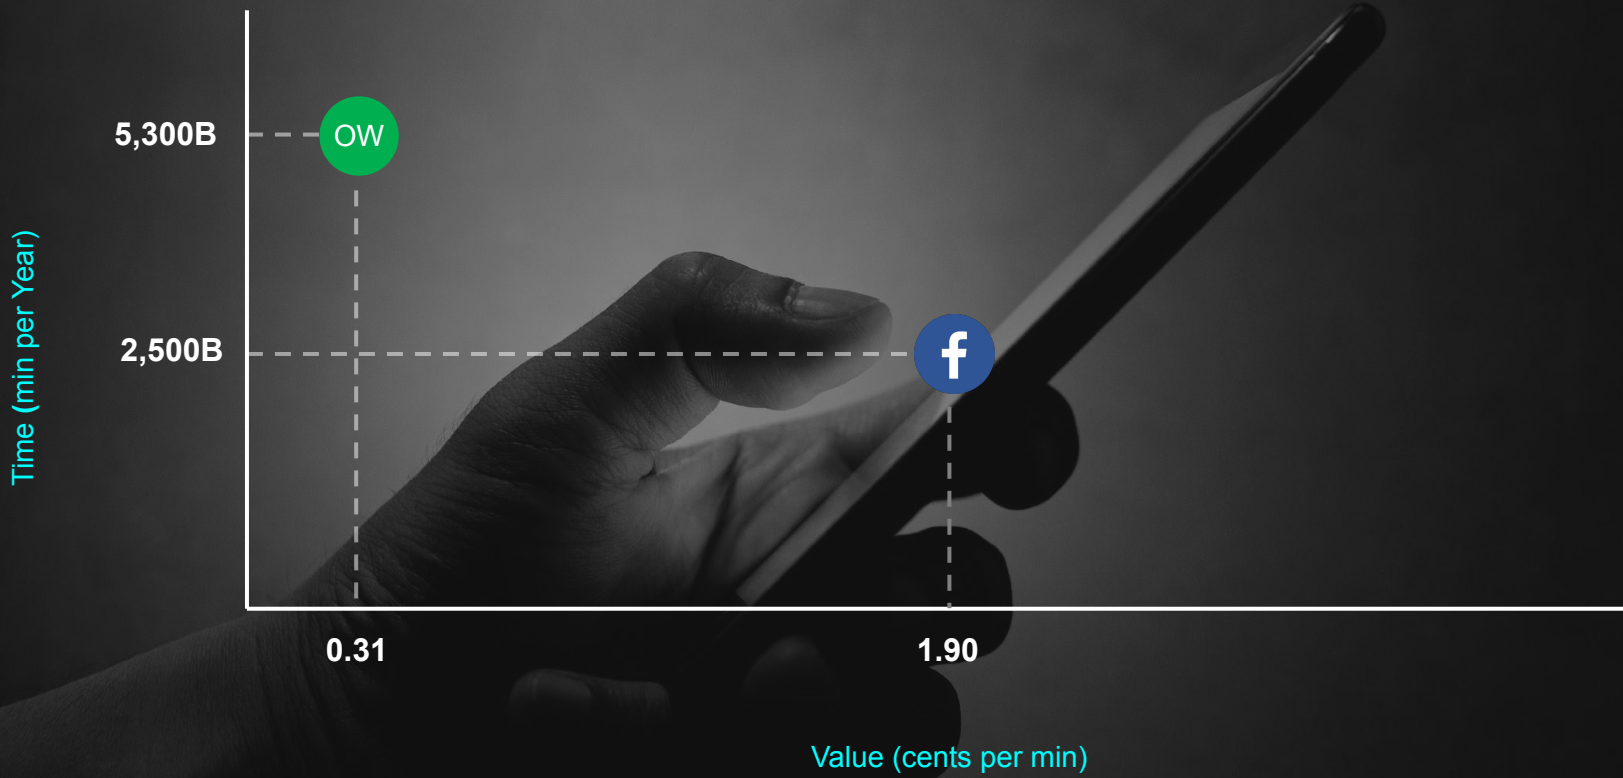 5,300B
OW
2,500B
f
Time (min per Year)
0.31
1.90
Value (cents per min)